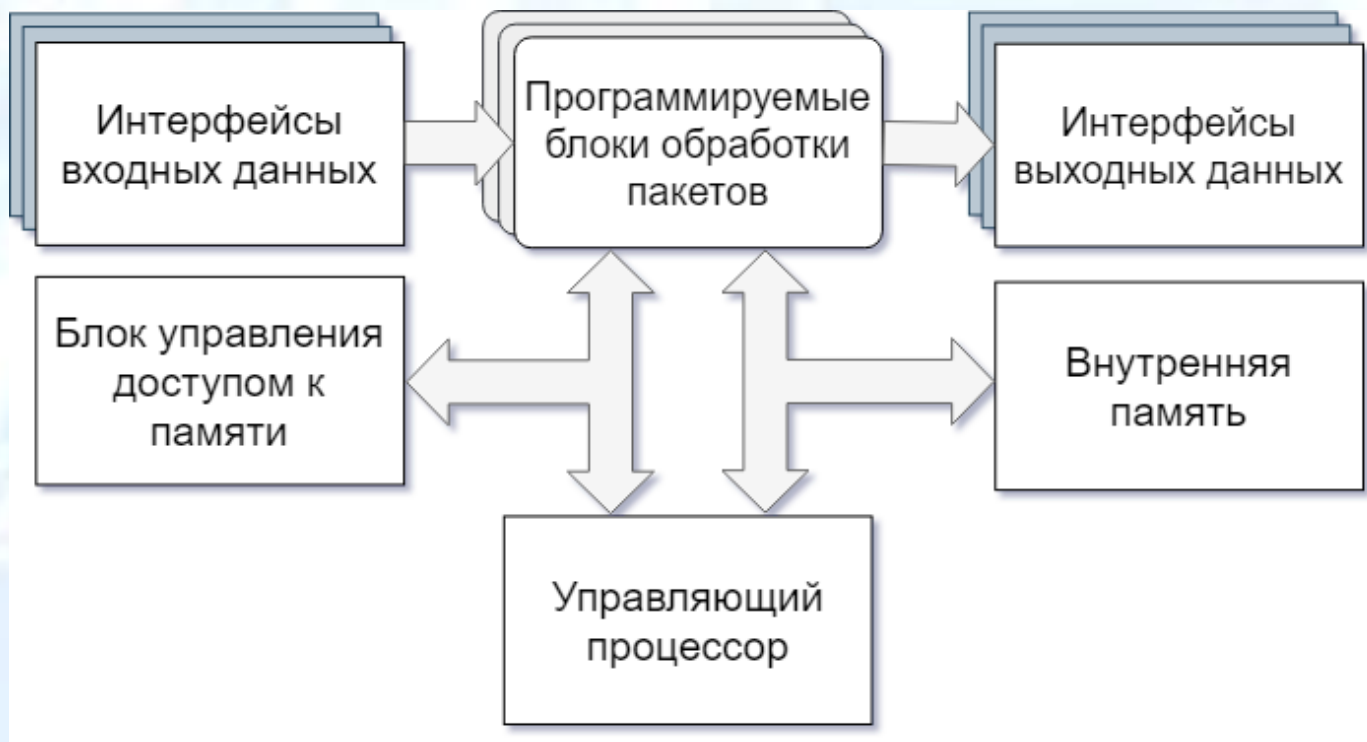 Интерфейсы
входных данных
Программируемые
блоки обработки
пакетов
Интерфейсы
выходных данных
Блок управления
доступом к
памяти
Внутренняя
память
Управляющий
процессор